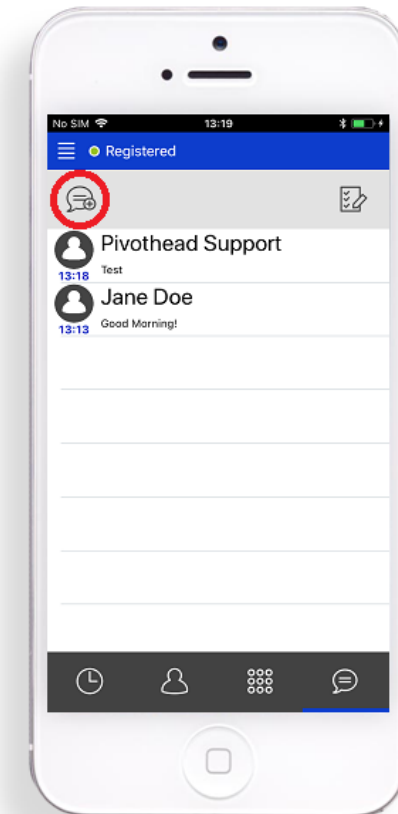 No SIM 13:19
Registered
Pivothead Support
13:18 Test
Jane Doe
13:13 Good Morning!